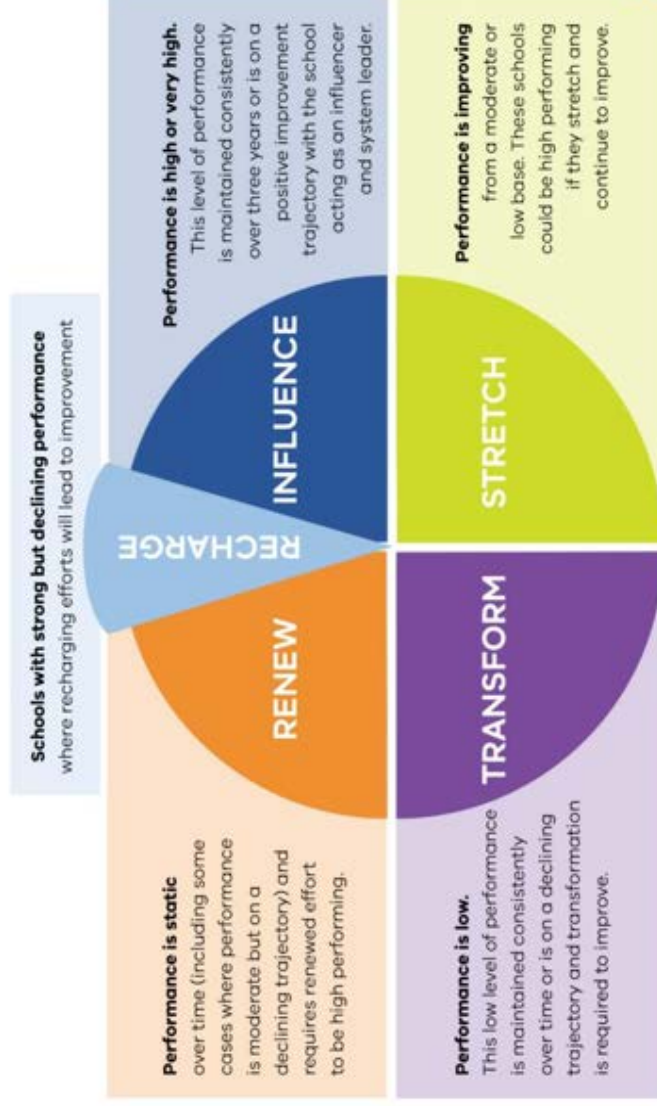 Schools with strong but declining performance
where recharging efforts will lead to improvement
Performance is static
over time (including some
cases where performance
is moderate but on a
declining trajectory) and
requires renewed effort
to be high performing.
RENEW
RECHARGE
INFLUENCE
Performance is high or very high.
This level of performance
is maintained consistently
over three years or is on a
positive improvement
trajectory with the school
acting as an influencer
and system leader.
Performance is low.
This low level of performance
is maintained consistently
over time or is on a declining
trajectory and transformation
is required to improve.
TRANSFORM
STRETCH
Performance is improving
from a moderate or
low base. These schools
could be high performing
if they stretch and
continue to improve.